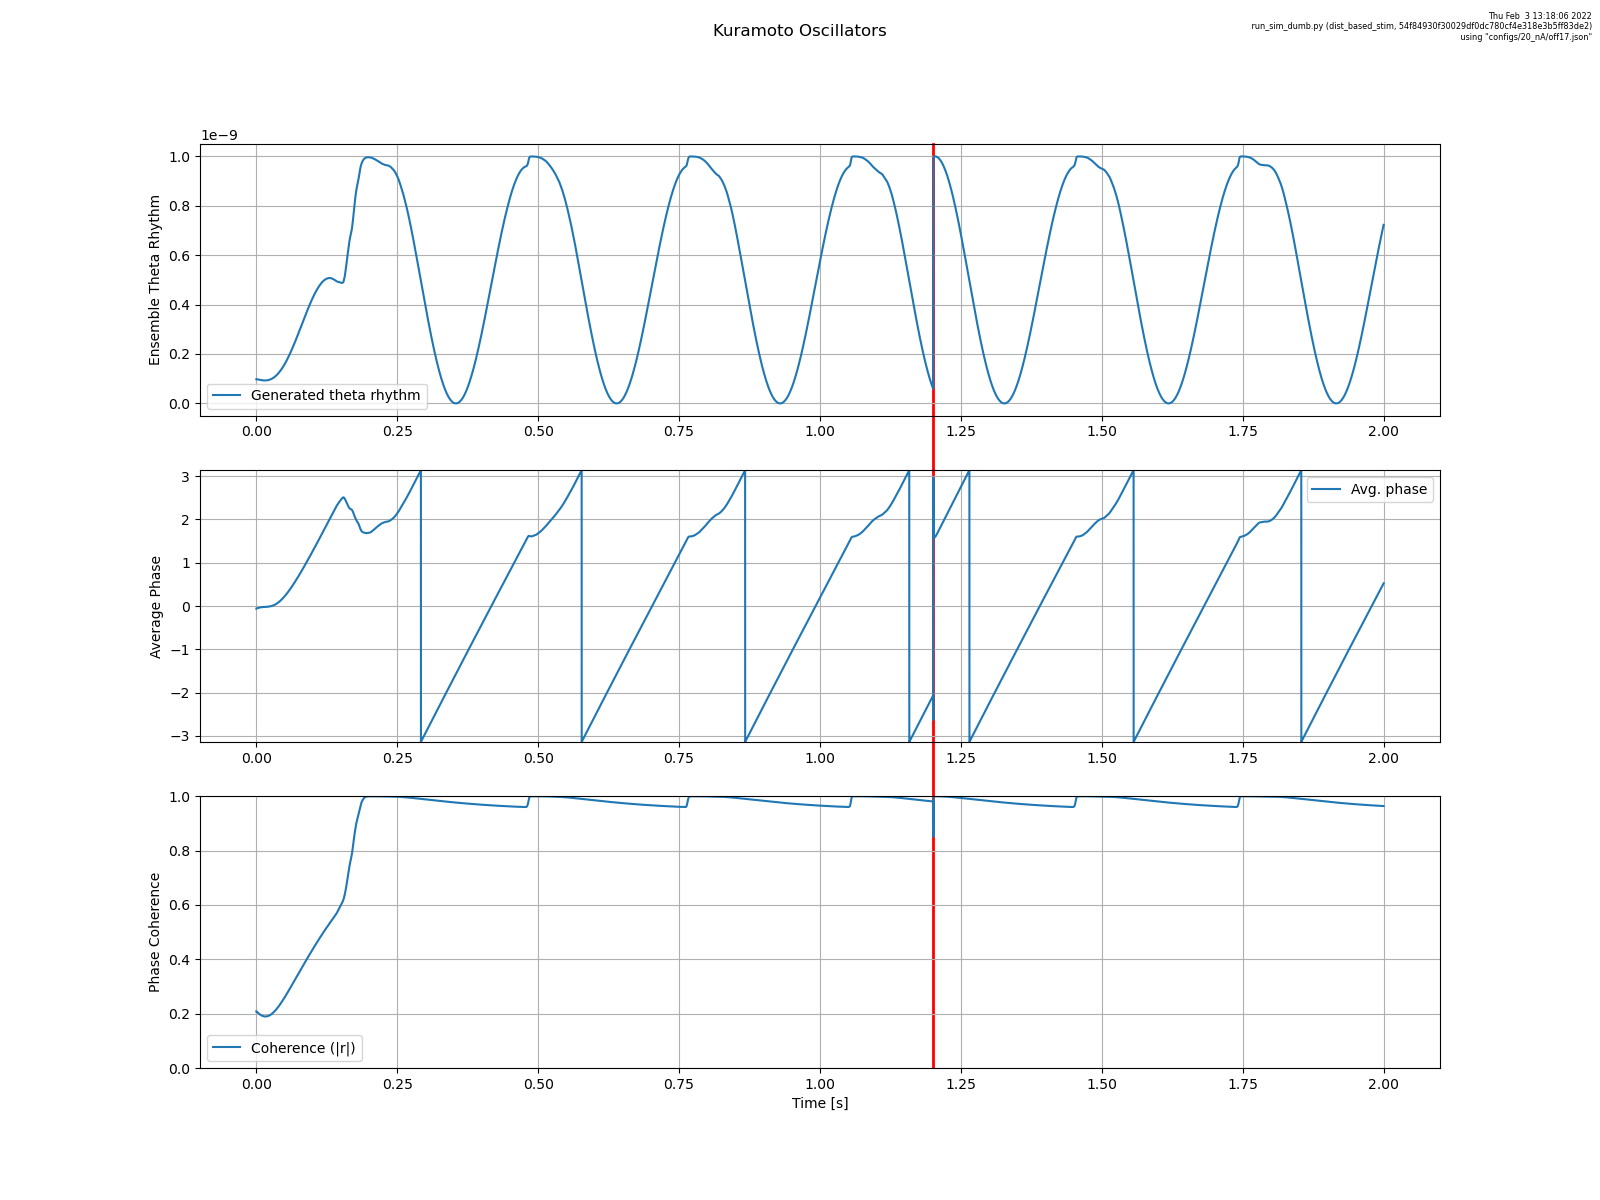 Thu Feb  3 13:18:06 2022
run_sim_dumb.py (dist_based_stim, 54f84930f30029df0dc780cf4e318e3b5ff83de2)
using "configs/20_nA/off17.json"
Kuramoto Oscillators
1e−9
Ensemble Theta Rhythm
1.0
0.8
0.6
0.4
0.2
0.0
Generated theta rhythm
0.00 0.25 0.50 0.75 1.00 1.25 1.50 1.75 2.00
Average Phase
3
2
1
0
−1
−2
−3
Avg. phase
0.00 0.25 0.50 0.75 1.00 1.25 1.50 1.75 2.00
Phase Coherence
1.0
0.8
0.6
0.4
0.2
0.0
Coherence (|r|)
0.00 0.25 0.50 0.75 1.00 1.25 1.50 1.75 2.00
Time [s]